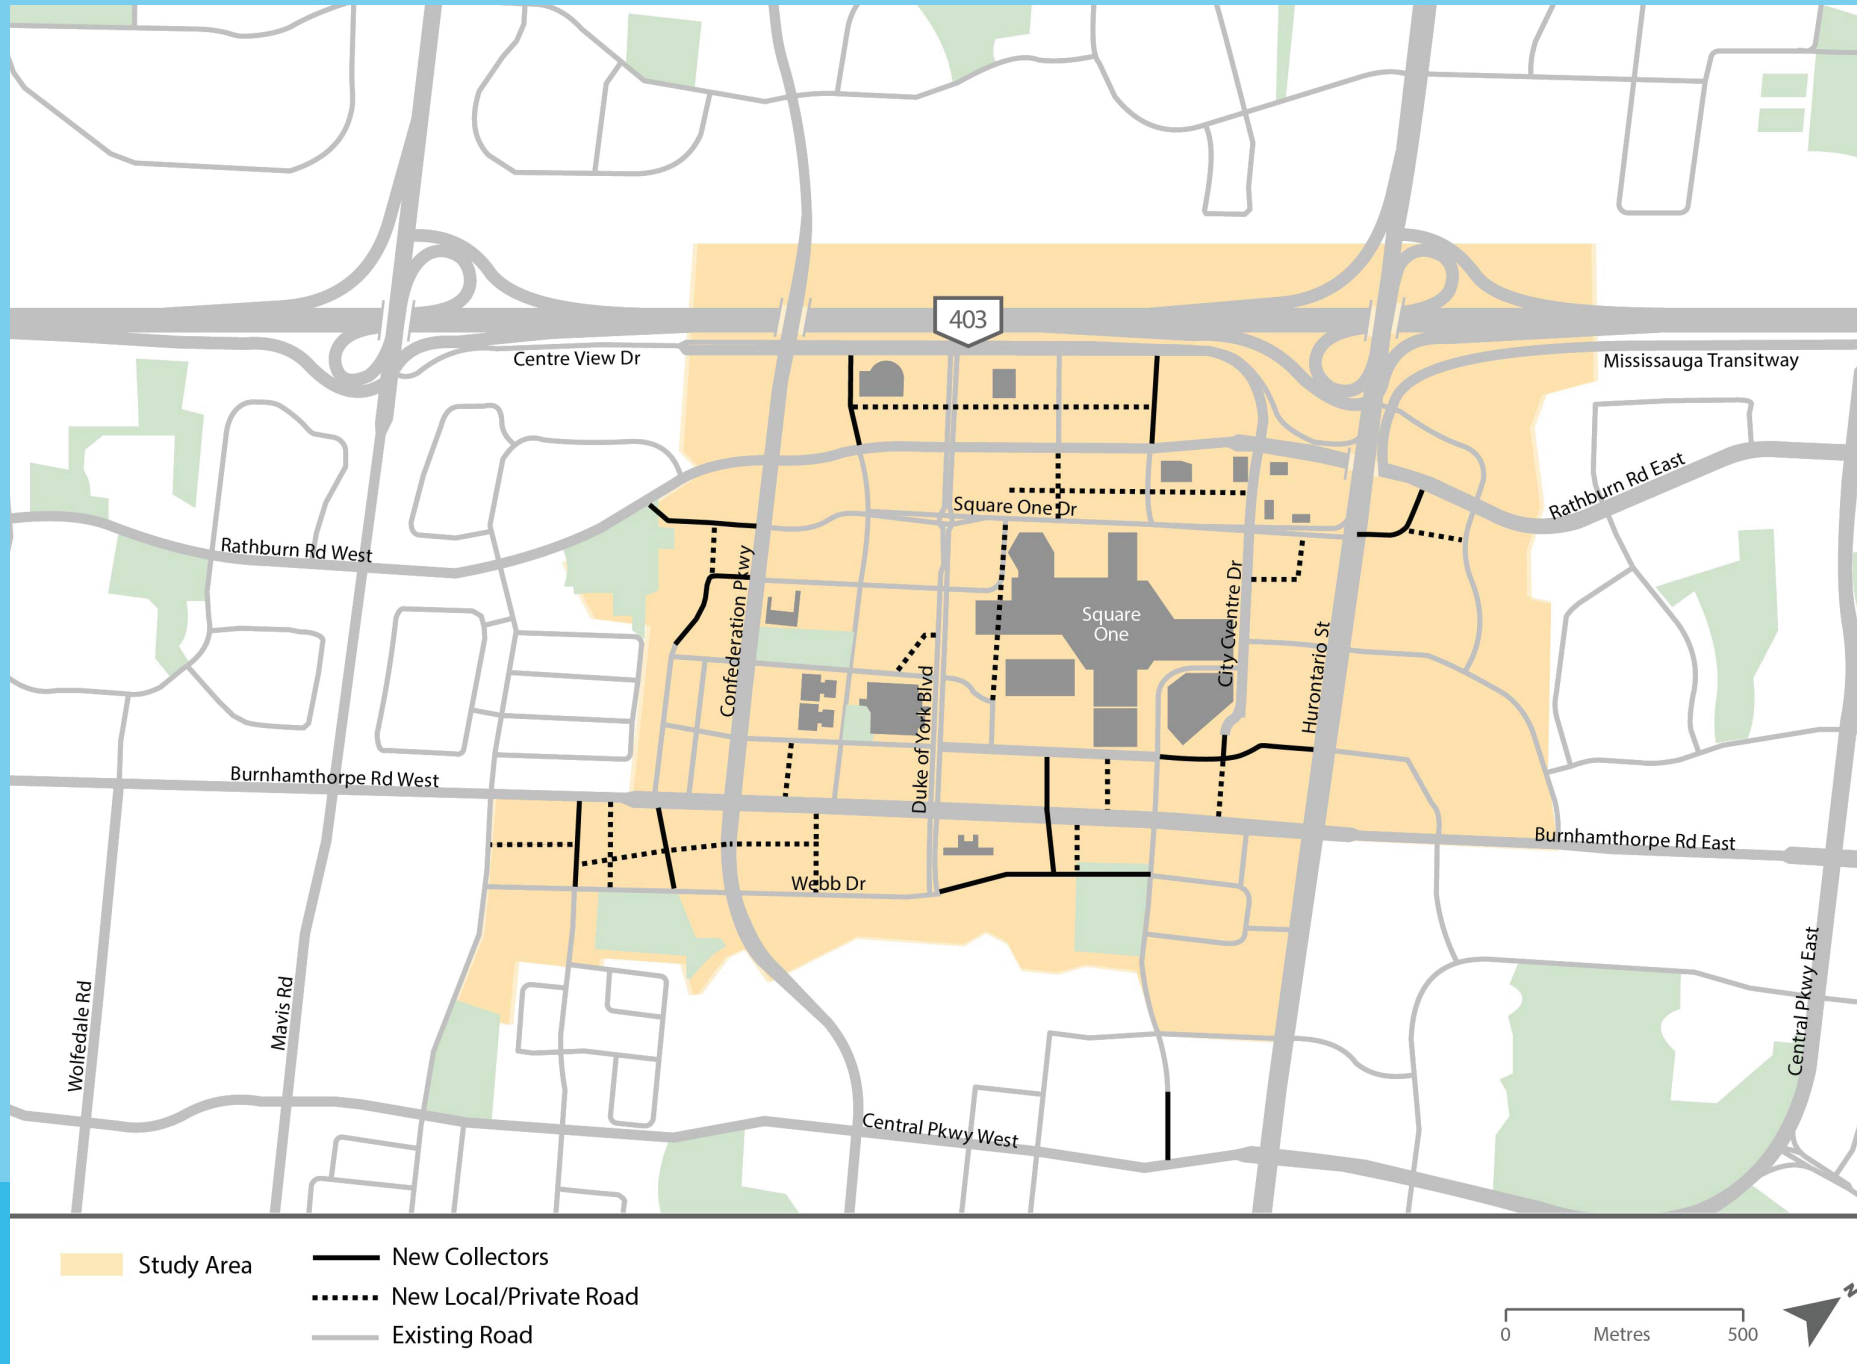 403
Centre View Dr
Mississauga Transitway
Rathburn Rd East
Square One Dr
Rathburn Rd West
Confederation Pkwy
Square
One
City Cventre Dr
Hurontario St
Duke of York Blvd
Burnhamthorpe Rd West
Burnhamthorpe Rd East
Webb Dr
Wolfedale Rd
Mavis Rd
Central Pkwy East
Central Pkwy West
Study Area
New Collectors
New Local/Private Road
Existing Road
0
Metres
500
N